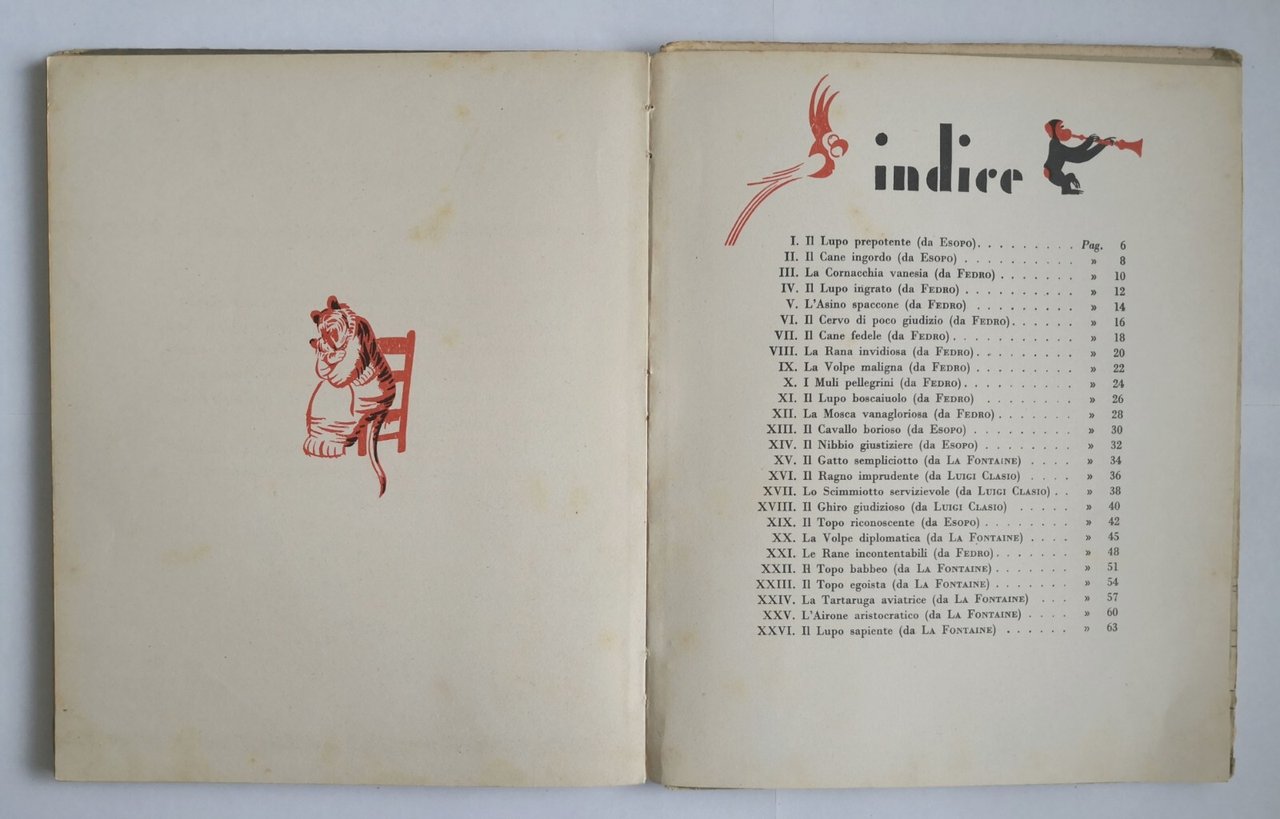 indice
I. Il Lupo prepotente (da ESOPO). . . . . . . . . Pag. 6
II. Il Cane ingordo (da ESOPO) . . . . . . . . . . » 8
III. La Cornacchia vanesia (da FEDRO) . . . . . . . » 10
IV. Il Lupo ingrato (da FEDRO) . . . . . . . . . . » 12
V. L'Asino spaccone (da FEDRO) . . . . . . . . . » 14
VI. Il Cervo di poco giudizio (da FEDRO). . . . . . » 16
VII. Il Cane fedele (da FEDRO) . . . . . . . . . . . » 18
VIII. La Rana invidiosa (da FEDRO). . . . . . . . . » 20
IX. La Volpe maligna (da FEDRO) . . . . . . . . . » 22
X. I Muli pellegrini (da FEDRO). . . . . . . . . . » 24
XI. Il Lupo boscaiuolo (da FEDRO) . . . . . . . . » 26
XII. La Mosca vanagloriosa (da FEDRO) . . . . . . . » 28
XIII. Il Cavallo borioso (da ESOPO) . . . . . . . . . » 30
XIV. Il Nibbio giustiziere (da ESOPO) . . . . . . . . » 32
XV. Il Gatto sempliciotto (da LA FONTAINE) . . . . » 34
XVI. Il Ragno imprudente (da LUIGI CLASIO) . . . . » 36
XVII. Lo Scimmiotto servizievole (da LUIGI CLASIO) . . » 38
XVIII. Il Ghiro giudizioso (da LUIGI CLASIO) . . . . . » 40
XIX. Il Topo riconoscente (da ESOPO) . . . . . . . . » 42
XX. La Volpe diplomatica (da LA FONTAINE) . . . . » 45
XXI. Le Rane incontentabili (da FEDRO). . . . . . . » 48
XXII. Il Topo babbeo (da LA FONTAINE) . . . . . . . » 51
XXIII. Il Topo egoista (da LA FONTAINE) . . . . . . . » 54
XXIV. La Tartaruga aviatrice (da LA FONTAINE) . . . » 57
XXV. L'Airone aristocratico (da LA FONTAINE) . . . . » 60
XXVI. Il Lupo sapiente (da LA FONTAINE) . . . . . . » 63